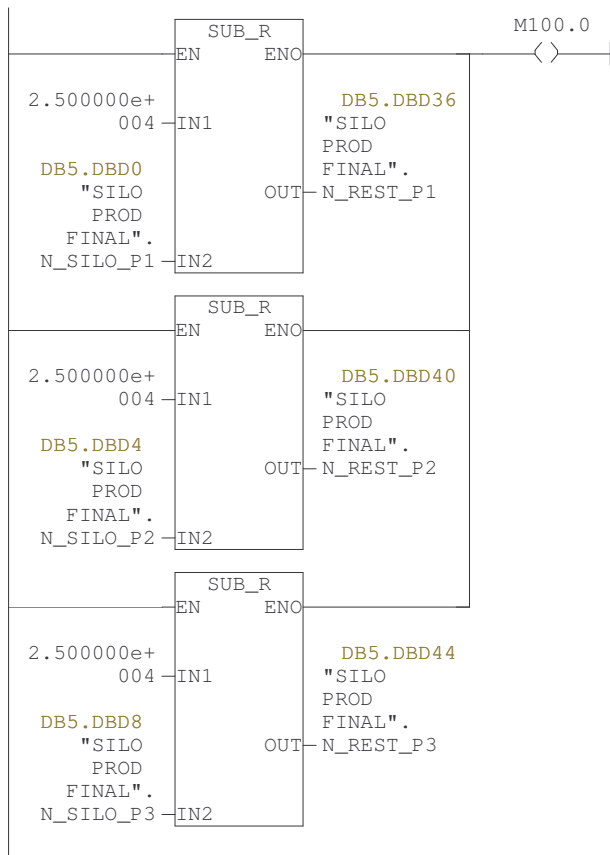 M100.0
SUB_R
EN ENO
2.500000e+ DB5.DBD36
004 IN1 "SILO
PROD
DB5.DBD0 FINAL".
"SILO OUT N_REST_P1
PROD
FINAL".
N_SILO_P1 IN2
SUB_R
EN ENO
2.500000e+ DB5.DBD40
004 IN1 "SILO
PROD
DB5.DBD4 FINAL".
"SILO OUT N_REST_P2
PROD
FINAL".
N_SILO_P2 IN2
SUB_R
EN ENO
2.500000e+ DB5.DBD44
004 IN1 "SILO
PROD
DB5.DBD8 FINAL".
"SILO OUT N_REST_P3
PROD
FINAL".
N_SILO_P3 IN2